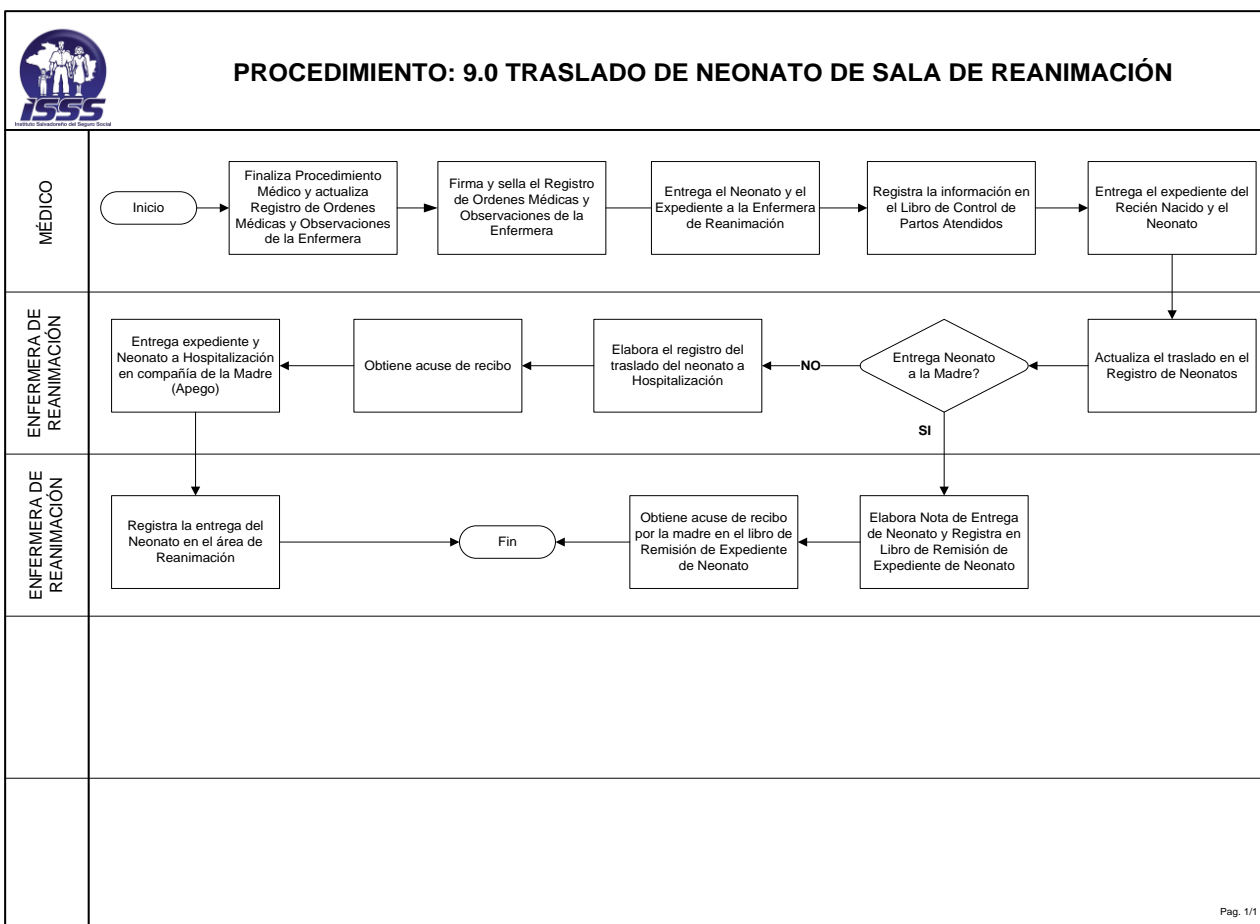 ISSS
Instituto Salvadoreño del Seguro Social
PROCEDIMIENTO: 9.0 TRASLADO DE NEONATO DE SALA DE REANIMACIÓN
MÉDICO
Inicio
Finaliza Procedimiento
Médico y actualiza
Registro de Ordenes
Médicas y Observaciones
de la Enfermera
Firma y sella el Registro
de Ordenes Médicas y
Observaciones de la
Enfermera
Entrega el Neonato y el
Expediente a la Enfermera
de Reanimación
Registra la información en
el Libro de Control de
Partos Atendidos
Entrega el expediente del
Recién Nacido y el
Neonato
ENFERMERA DE
REANIMACIÓN
Entrega expediente y
Neonato a Hospitalización
en compañía de la Madre
(Apego)
Obtiene acuse de recibo
Elabora el registro del
traslado del neonato a
Hospitalización
NO
Entrega Neonato
a la Madre?
SI
Actualiza el traslado en el
Registro de Neonatos
ENFERMERA DE
REANIMACIÓN
Registra la entrega del
Neonato en el área de
Reanimación
Fin
Obtiene acuse de recibo
por la madre en el libro de
Remisión de Expediente
de Neonato
Elabora Nota de Entrega
de Neonato y Registra en
Libro de Remisión de
Expediente de Neonato
Pag. 1/1